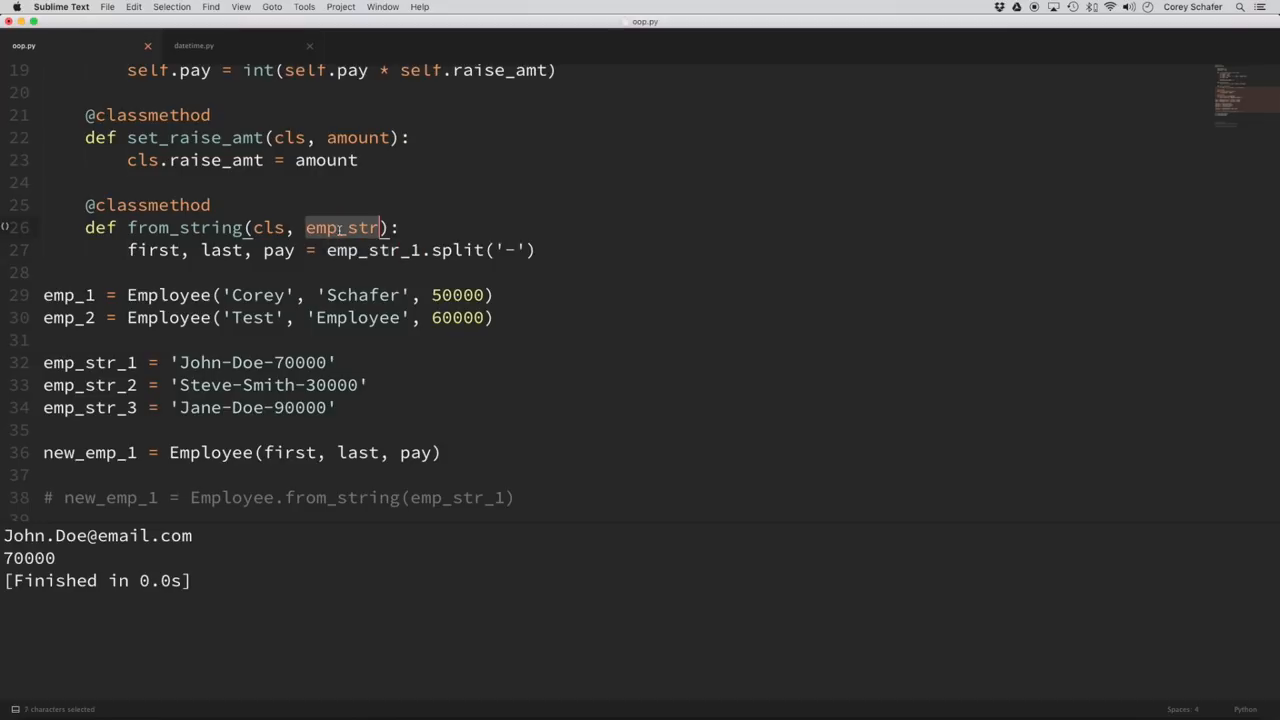 Sublime Text File Edit Selection Find View Goto Tools Project Window Help Corey Schafer
oop.py
oop.py datetime.py
19 self.pay = int(self.pay * self.raise_amt)
20
21 @classmethod
22 def set_raise_amt(cls, amount):
23 cls.raise_amt = amount
24
25 @classmethod
26 def from_string(cls, emp_str):
27 first, last, pay = emp_str_1.split('-')
28
29 emp_1 = Employee('Corey', 'Schafer', 50000)
30 emp_2 = Employee('Test', 'Employee', 60000)
31
32 emp_str_1 = 'John-Doe-70000'
33 emp_str_2 = 'Steve-Smith-30000'
34 emp_str_3 = 'Jane-Doe-90000'
35
36 new_emp_1 = Employee(first, last, pay)
37
38 # new_emp_1 = Employee.from_string(emp_str_1)
39
John.Doe@email.com
70000
[Finished in 0.0s]
7 characters selected Spaces: 4 Python